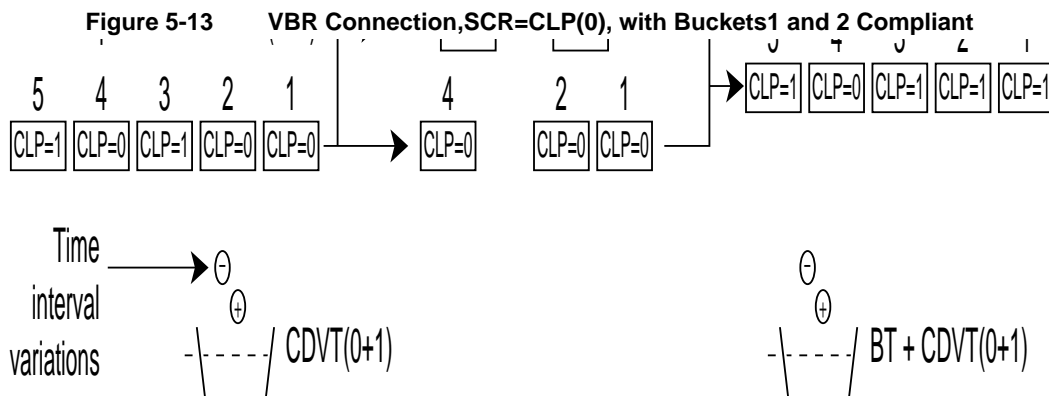 Figure 5-13 VBR Connection,SCR=CLP(0), with Buckets1 and 2 Compliant
5 4 3 2 1
CLP=1 CLP=0 CLP=1 CLP=0 CLP=0
4 2 1
CLP=0 CLP=0 CLP=0
CLP=1 CLP=0 CLP=1 CLP=1 CLP=1
Time
interval
variations
-
+
CDVT(0+1)
-
+
BT + CDVT(0+1)